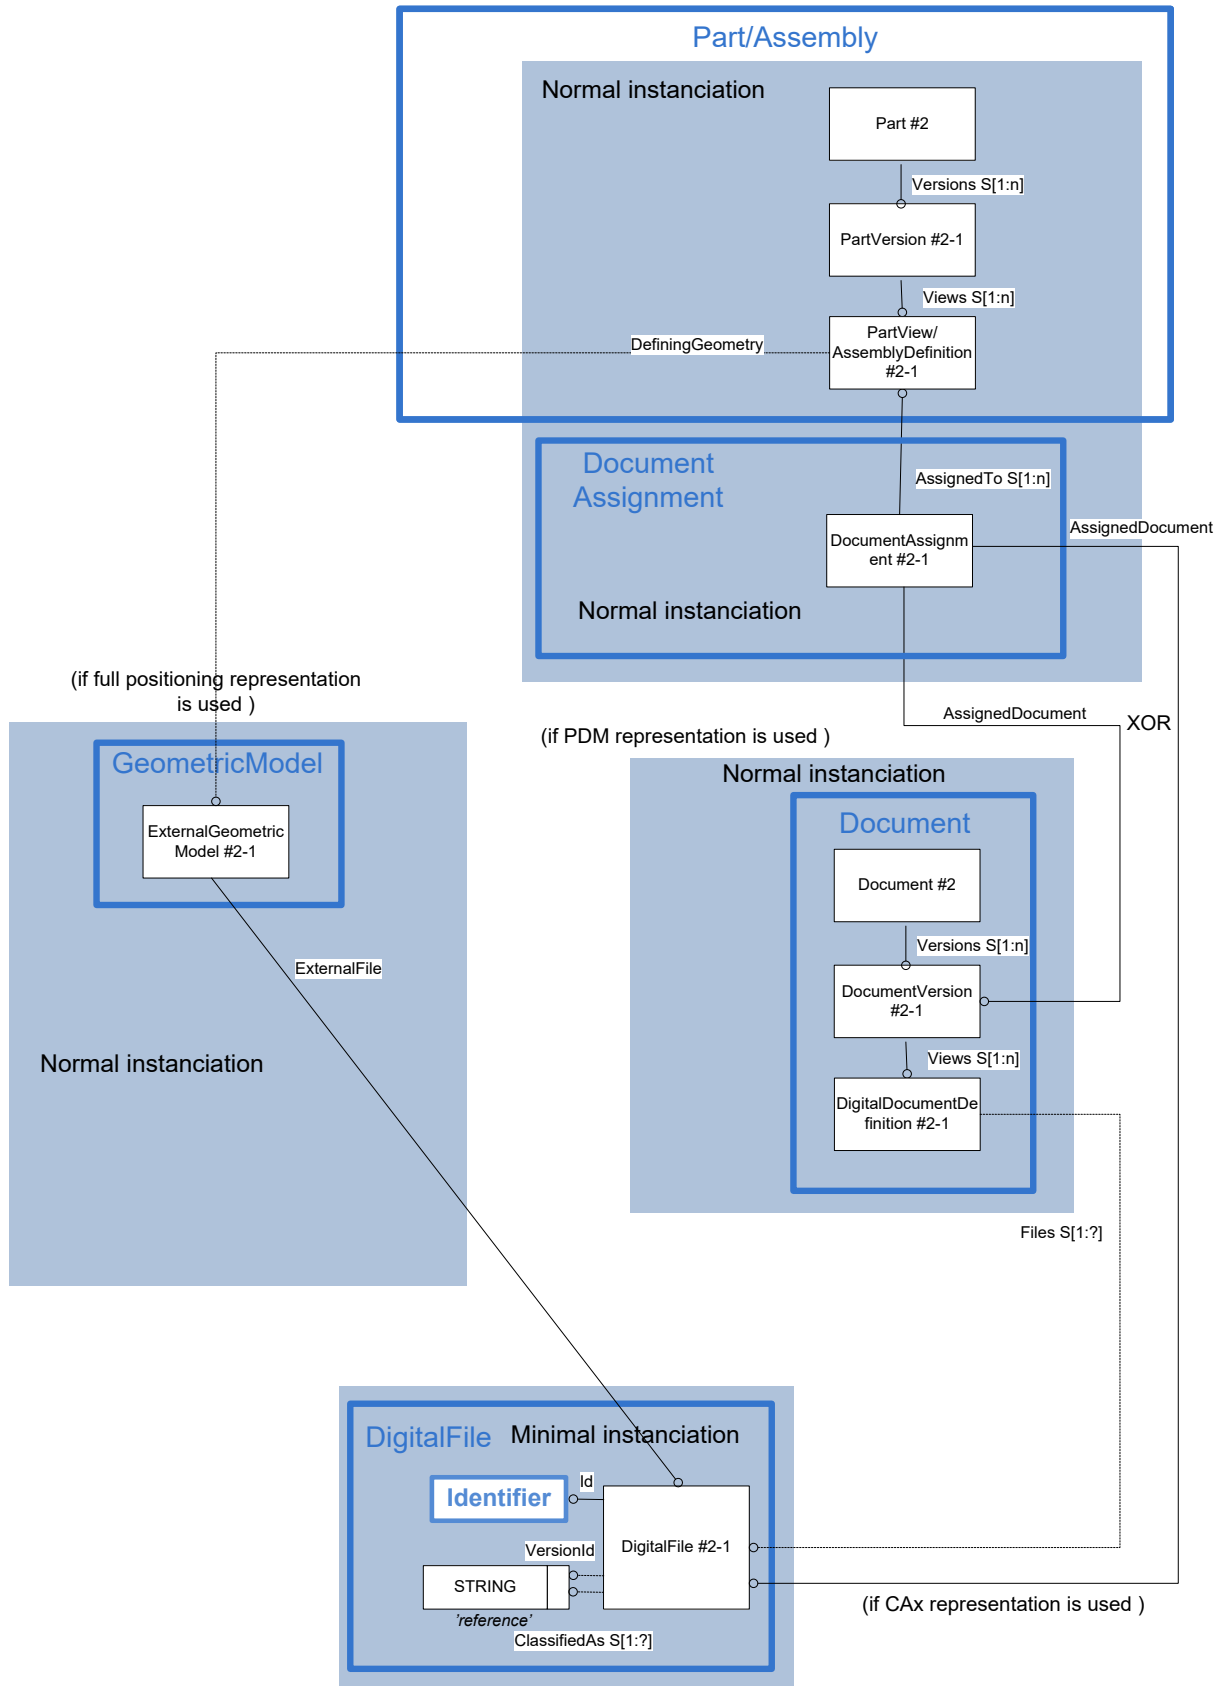 Part/Assembly
Normal instanciation
Part #2
Versions S[1:n]
PartVersion #2-1
Views S[1:n]
PartView/
AssemblyDefinition
#2-1
DefiningGeometry
Document
Assignment
AssignedTo S[1:n]
DocumentAssignm
ent #2-1
AssignedDocument
Normal instanciation
(if full positioning representation
is used )
AssignedDocument
XOR
(if PDM representation is used )
GeometricModel
ExternalGeometric
Model #2-1
Normal instanciation
Document
Document #2
Versions S[1:n]
DocumentVersion
#2-1
Views S[1:n]
DigitalDocumentDe
finition #2-1
ExternalFile
Normal instanciation
Files S[1:?]
DigitalFile
Minimal instanciation
Id
Identifier
VersionId
DigitalFile #2-1
STRING
'reference'
ClassifiedAs S[1:?]
(if CAx representation is used )